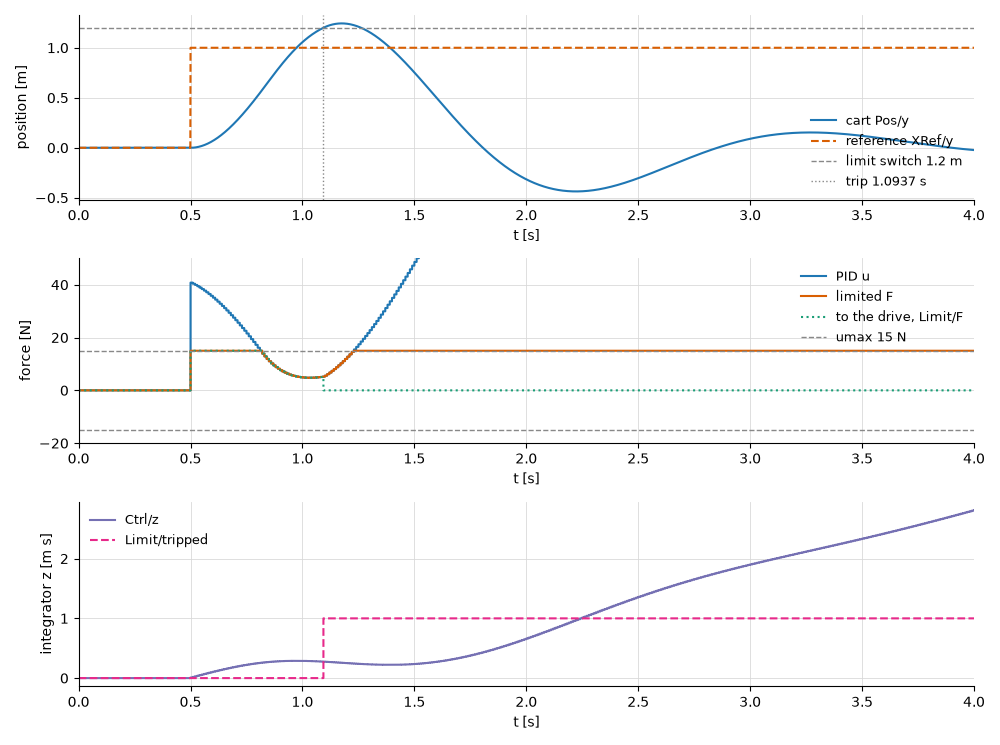 position [m]
1.0
0.5
0.0
−0.5
cart Pos/y
reference XRef/y
limit switch 1.2 m
trip 1.0937 s
0.0 0.5 1.0 1.5 2.0 2.5 3.0 3.5 4.0
t [s]
force [N]
40
20
0
−20
PID u
limited F
to the drive, Limit/F
umax 15 N
0.0 0.5 1.0 1.5 2.0 2.5 3.0 3.5 4.0
t [s]
integrator z [m s]
2
1
0
Ctrl/z
Limit/tripped
0.0 0.5 1.0 1.5 2.0 2.5 3.0 3.5 4.0
t [s]